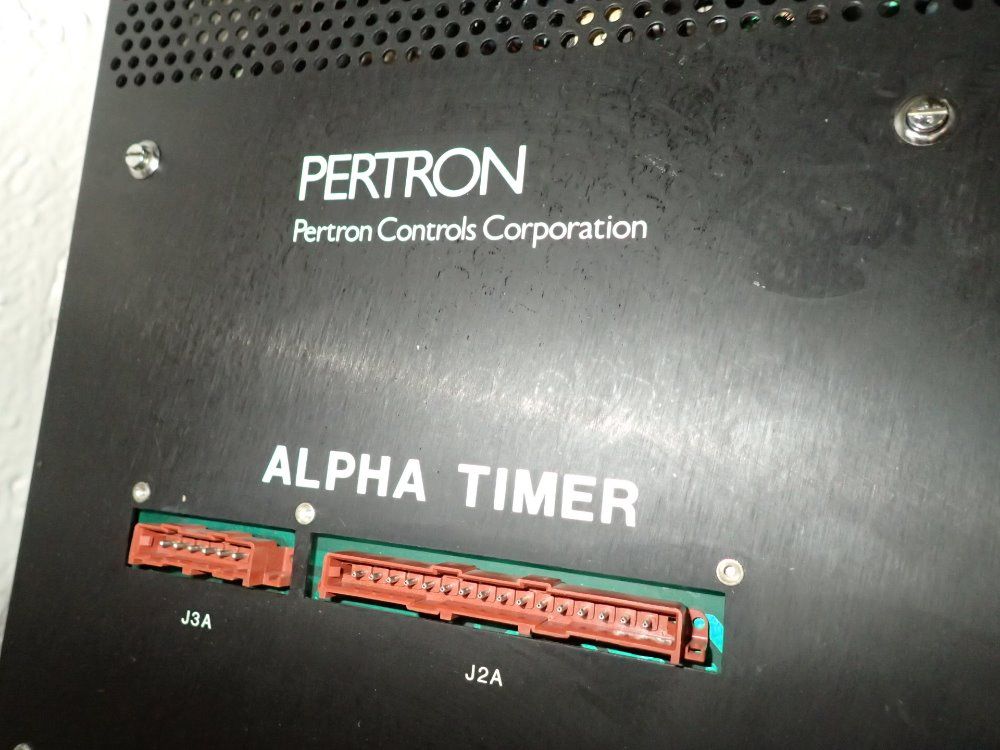 PERTRON
Pertron Controls Corporation
ALPHA TIMER
J3A
J2A